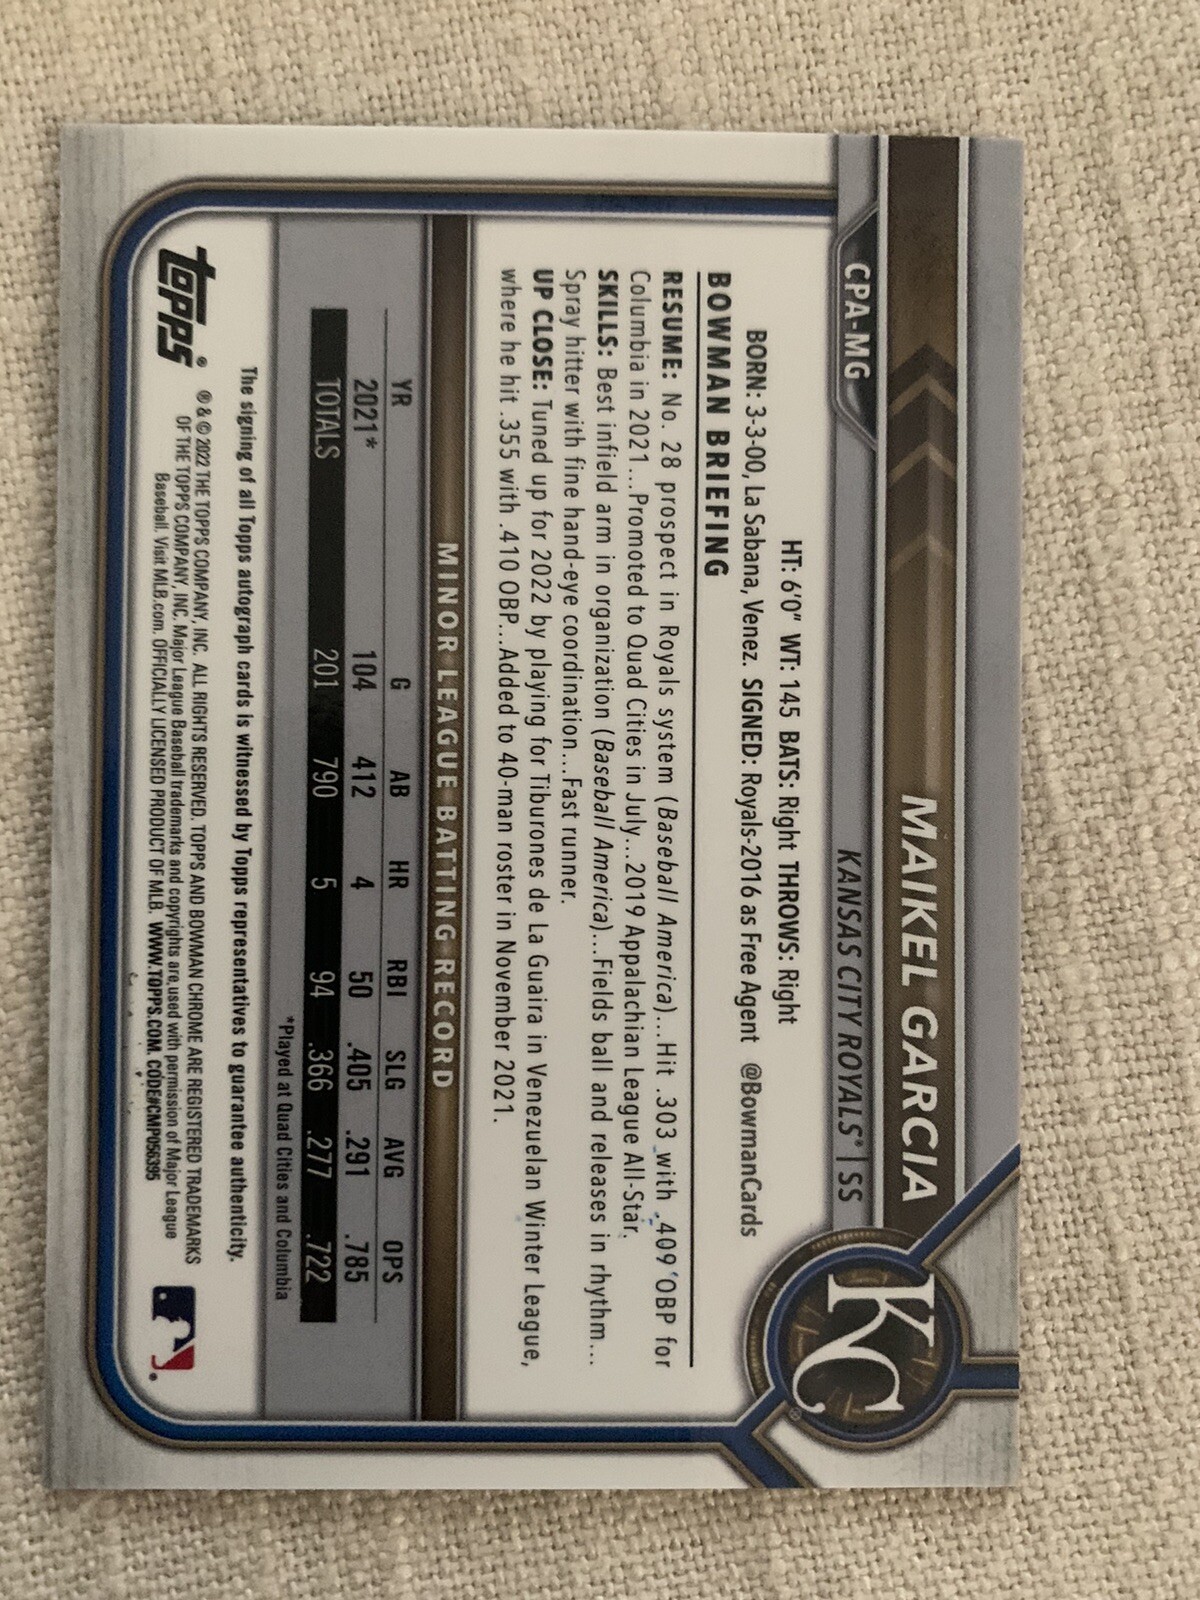 CPA-MG
MAIKEL GARCIA
KANSAS CITY ROYALS® | SS
KC®
HT: 6'0" WT: 145 BATS: Right THROWS: Right
BORN: 3-3-00, La Sabana, Venez. SIGNED: Royals-2016 as Free Agent @BowmanCards
BOWMAN BRIEFING
RESUME: No. 28 prospect in Royals system (Baseball America)...Hit .303 with .409 OBP for
Columbia in 2021...Promoted to Quad Cities in July...2019 Appalachian League All-Star.
SKILLS: Best infield arm in organization (Baseball America)...Fields ball and releases in rhythm...
Spray hitter with fine hand-eye coordination...Fast runner.
UP CLOSE: Tuned up for 2022 by playing for Tiburones de La Guaira in Venezuelan Winter League,
where he hit .355 with .410 OBP...Added to 40-man roster in November 2021.
MINOR LEAGUE BATTING RECORD
YR G AB HR RBI SLG AVG OPS
2021* 104 412 4 50 .405 .291 .785
TOTALS 201 790 5 94 .366 .277 .722
*Played at Quad Cities and Columbia
The signing of all Topps autograph cards is witnessed by Topps representatives to guarantee authenticity.
topps®
® & © 2022 THE TOPPS COMPANY, INC. ALL RIGHTS RESERVED. TOPPS AND BOWMAN CHROME ARE REGISTERED TRADEMARKS
OF THE TOPPS COMPANY, INC. Major League Baseball trademarks and copyrights are used with permission of Major League
Baseball. Visit MLB.com. OFFICIALLY LICENSED PRODUCT OF MLB. WWW.TOPPS.COM. CODE#CMP056395